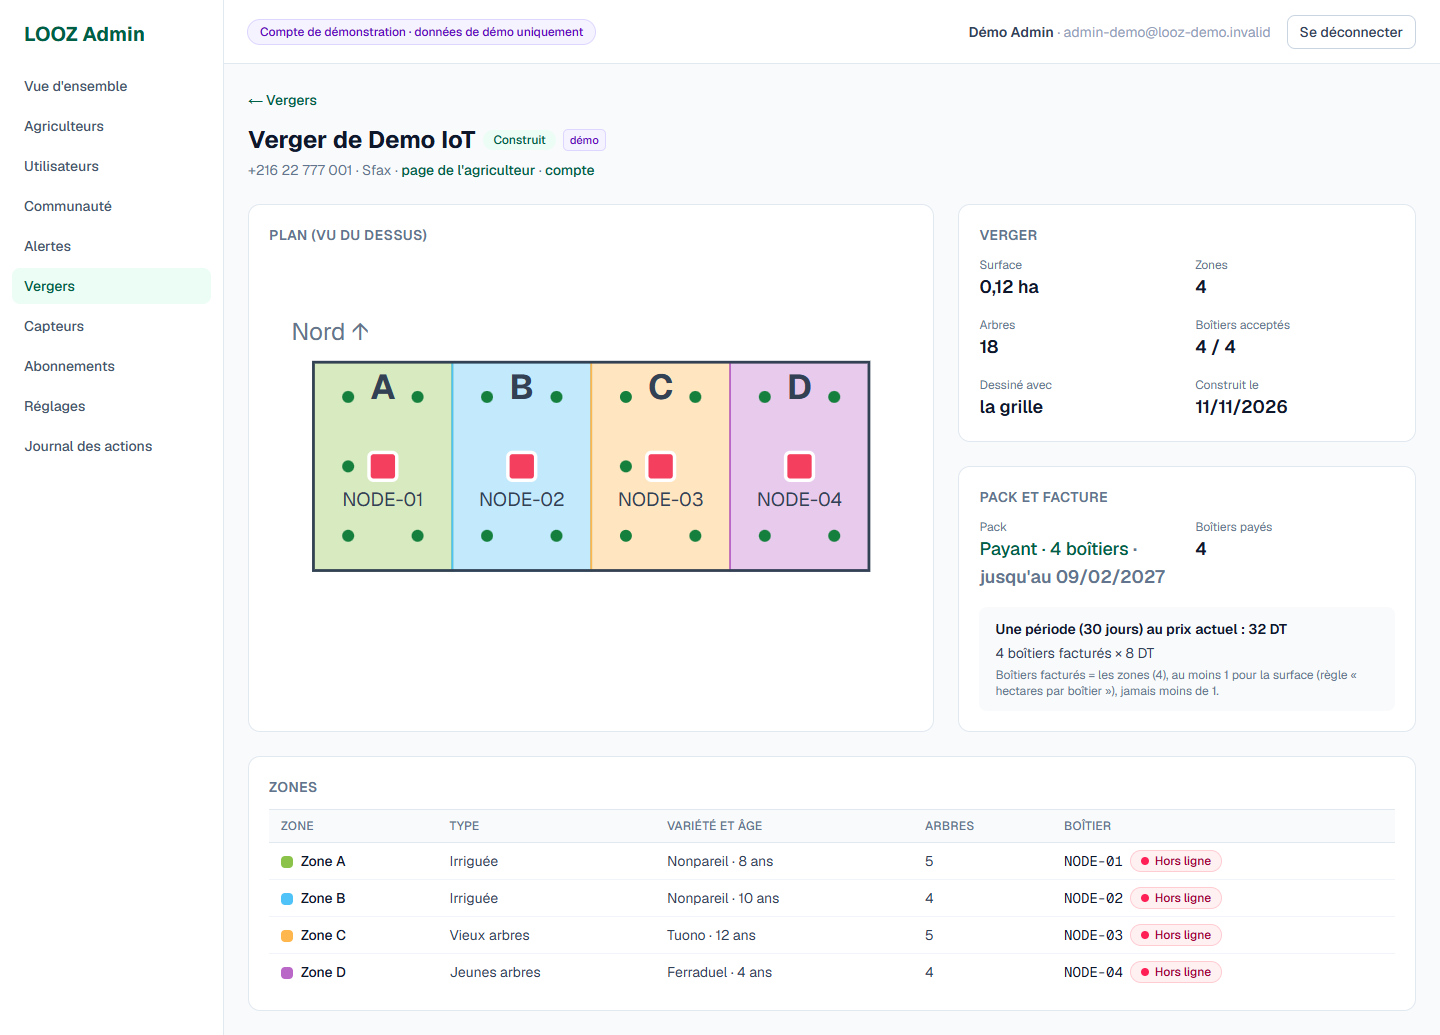 LOOZ Admin
Compte de démonstration · données de démo uniquement
Démo Admin · admin-demo@looz-demo.invalid
Se déconnecter
Vue d'ensemble
Agriculteurs
Utilisateurs
Communauté
Alertes
Vergers
Capteurs
Abonnements
Réglages
Journal des actions
← Vergers
Verger de Demo IoT
Construit
démo
+216 22 777 001 · Sfax · page de l'agriculteur · compte
PLAN (VU DU DESSUS)
Nord ↑
A
B
C
D
NODE-01
NODE-02
NODE-03
NODE-04
VERGER
Surface
0,12 ha
Zones
4
Arbres
18
Boîtiers acceptés
4 / 4
Dessiné avec
la grille
Construit le
11/11/2026
PACK ET FACTURE
Pack
Payant · 4 boîtiers ·
jusqu'au 09/02/2027
Boîtiers payés
4
Une période (30 jours) au prix actuel : 32 DT
4 boîtiers facturés × 8 DT
Boîtiers facturés = les zones (4), au moins 1 pour la surface (règle «
hectares par boîtier »), jamais moins de 1.
ZONES
ZONE TYPE VARIÉTÉ ET ÂGE ARBRES BOÎTIER
Zone A Irriguée Nonpareil · 8 ans 5 NODE-01 Hors ligne
Zone B Irriguée Nonpareil · 10 ans 4 NODE-02 Hors ligne
Zone C Vieux arbres Tuono · 12 ans 5 NODE-03 Hors ligne
Zone D Jeunes arbres Ferraduel · 4 ans 4 NODE-04 Hors ligne